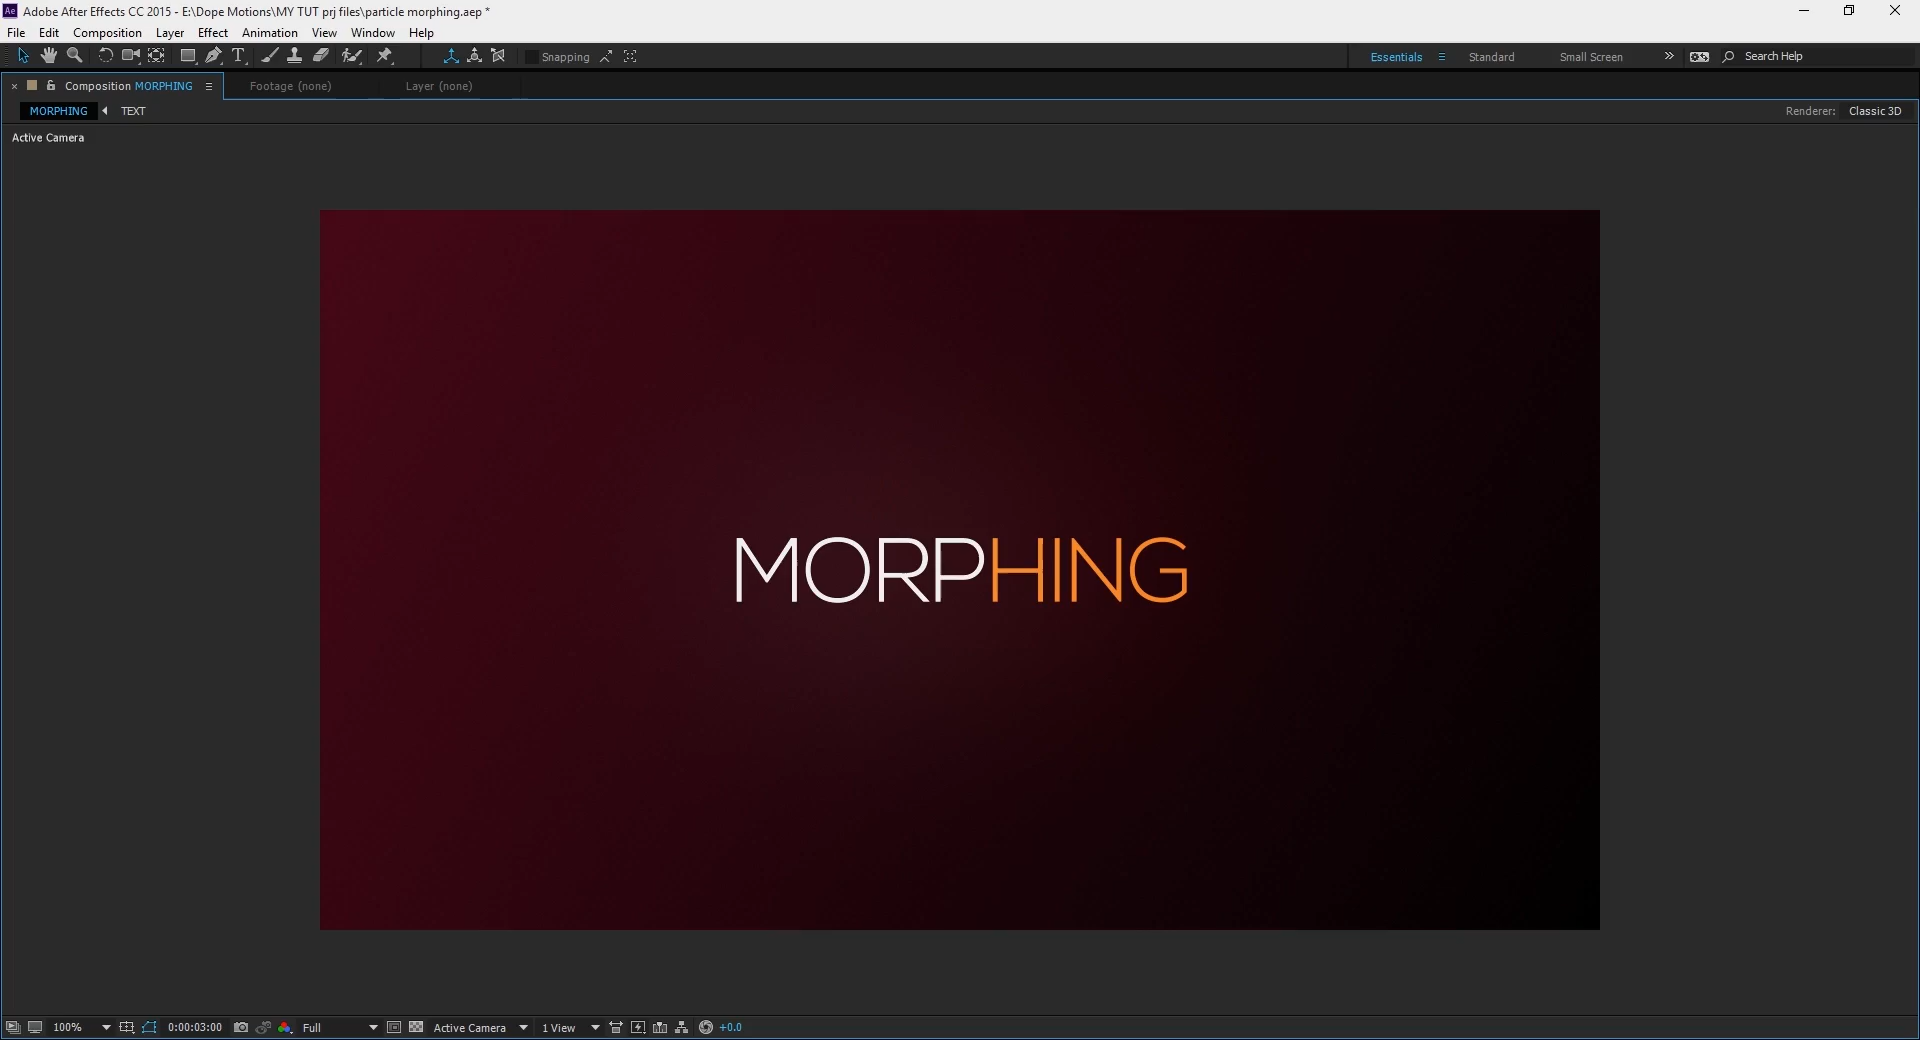 Ae Adobe After Effects CC 2015 - E:\Dope Motions\MY TUT prj files\particle morphing.aep *
File Edit Composition Layer Effect Animation View Window Help
T Snapping Essentials Standard Small Screen Search Help
Composition MORPHING Footage (none) Layer (none)
MORPHING TEXT Renderer: Classic 3D
Active Camera
MORPHING
100% 0:00:03:00 Full Active Camera 1 View +0.0